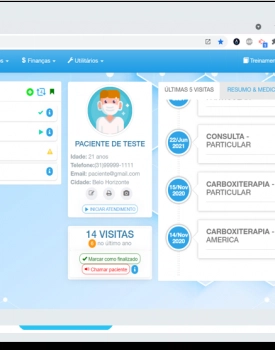 $ Finanças
Utilitários
Treinamen
PACIENTE DE TESTE
Idade: 21 anos
Telefone:(31)99999-1111
Email: paciente@gmail.com
Cidade: Belo Horizonte
INICIAR ATENDIMENTO
14 VISITAS
no último ano
Marcar como finalizado
Chamar paciente
ÚLTIMAS 5 VISITAS
RESUMO & MEDIC
22/Jun
2021
CONSULTA -
PARTICULAR
15/Nov
2020
CARBOXITERAPIA -
PARTICULAR
14/Nov
2020
CARBOXITERAPIA -
AMERICA